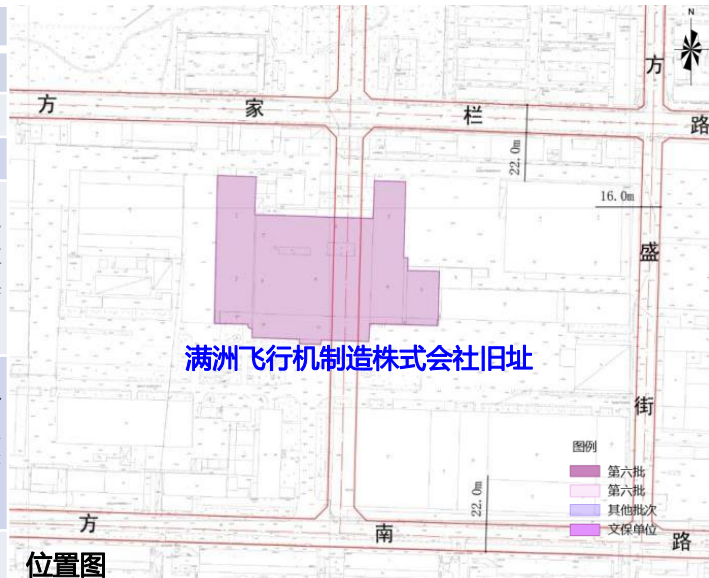 N
方家栏路
22.0m
16.0m
方盛街
满洲飞行机制造株式会社旧址
图例
第六批
第六批
其他批次
文保单位
22.0m
方南路
位置图